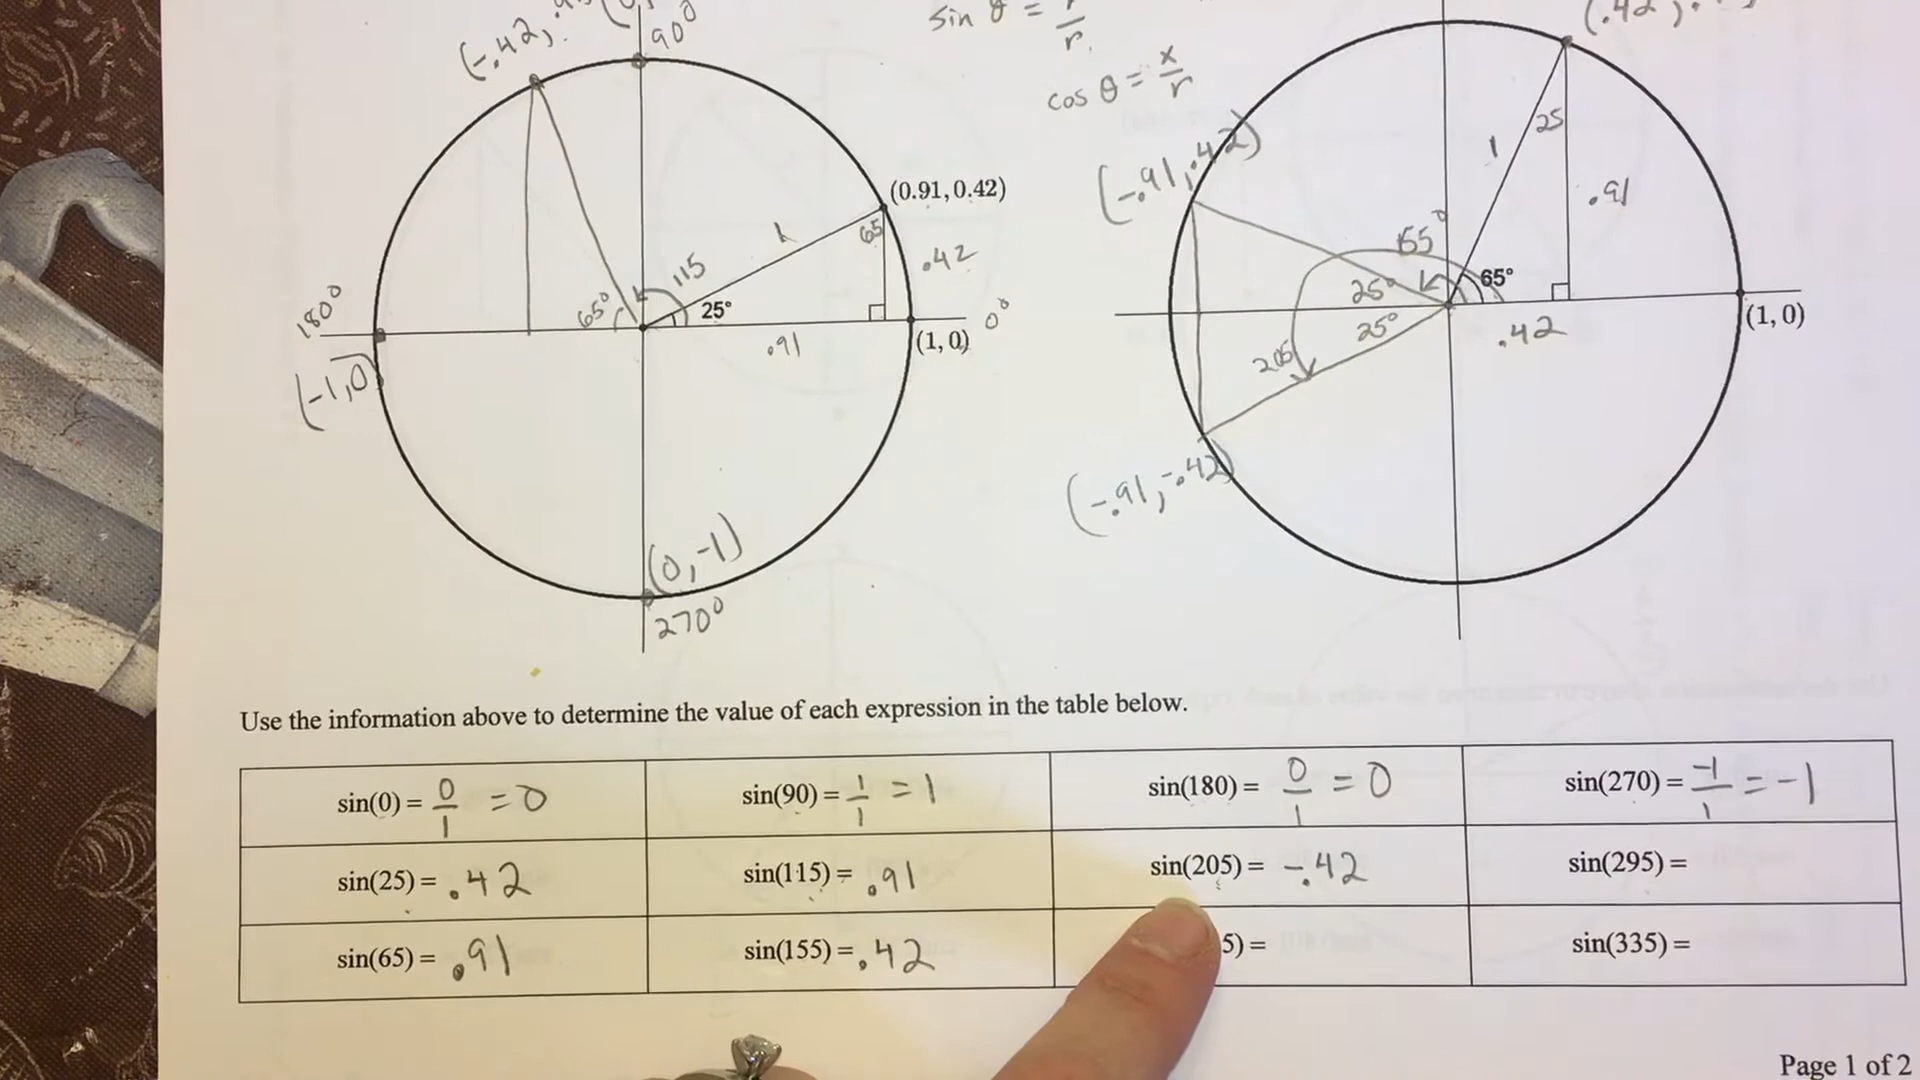 (-.42,
90°
sin θ =
r
cos θ = x/r
(.42,
(0.91, 0.42)
65
1
.42
115
65°
25°
.91
180°
(-1,0)
(1, 0)
0°
(0,-1)
270°
(-.91,.42)
25
1
.91
155°
65°
25°
25°
.42
205
(1, 0)
(-.91,-.42)
Use the information above to determine the value of each expression in the table below.
sin(0) = 0/1 = 0
sin(90) = 1/1 = 1
sin(180) = 0/1 = 0
sin(270) = -1/1 = -1
sin(25) = .42
sin(115) = .91
sin(205) = -.42
sin(295) =
sin(65) = .91
sin(155) = .42
5) =
sin(335) =
Page 1 of 2